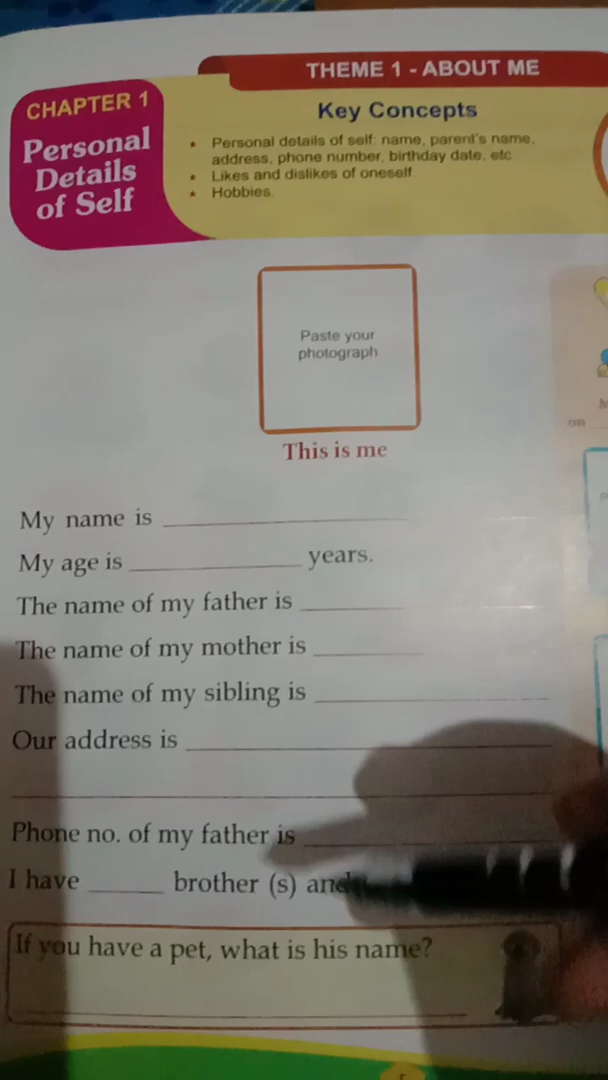 THEME 1 - ABOUT ME
CHAPTER 1
Personal
Details
of Self
Key Concepts
• Personal details of self: name, parent's name,
address, phone number, birthday date, etc.
• Likes and dislikes of oneself.
• Hobbies.
Paste your
photograph
This is me
My name is
My age is years.
The name of my father is
The name of my mother is
The name of my sibling is
Our address is
Phone no. of my father is
I have brother (s) and
If you have a pet, what is his name?